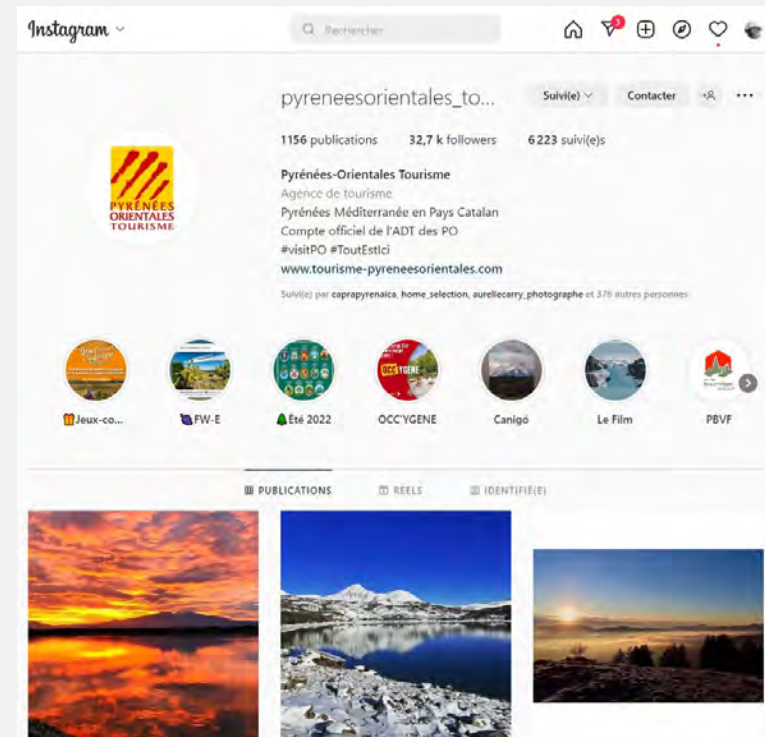 Instagram
Rechercher
3
pyreneesorientales_to...
Suivi(e)
Contacter
1156 publications
32,7 k followers
6 223 suivi(e)s
Pyrénées-Orientales Tourisme
Agence de tourisme
Pyrénées Méditerranée en Pays Catalan
Compte officiel de l'ADT des PO
#visitPO #ToutEstIci
www.tourisme-pyreneesorientales.com
Suivi(e) par caprapyrenaica, home_selection, aureliecarry_photographe et 376 autres personnes
PYRÉNÉES
ORIENTALES
TOURISME
OCC'YGENE
Jeux-co...
FW-E
Été 2022
OCC'YGENE
Canigó
Le Film
PBVF
PUBLICATIONS
REELS
IDENTIFIÉ(E)